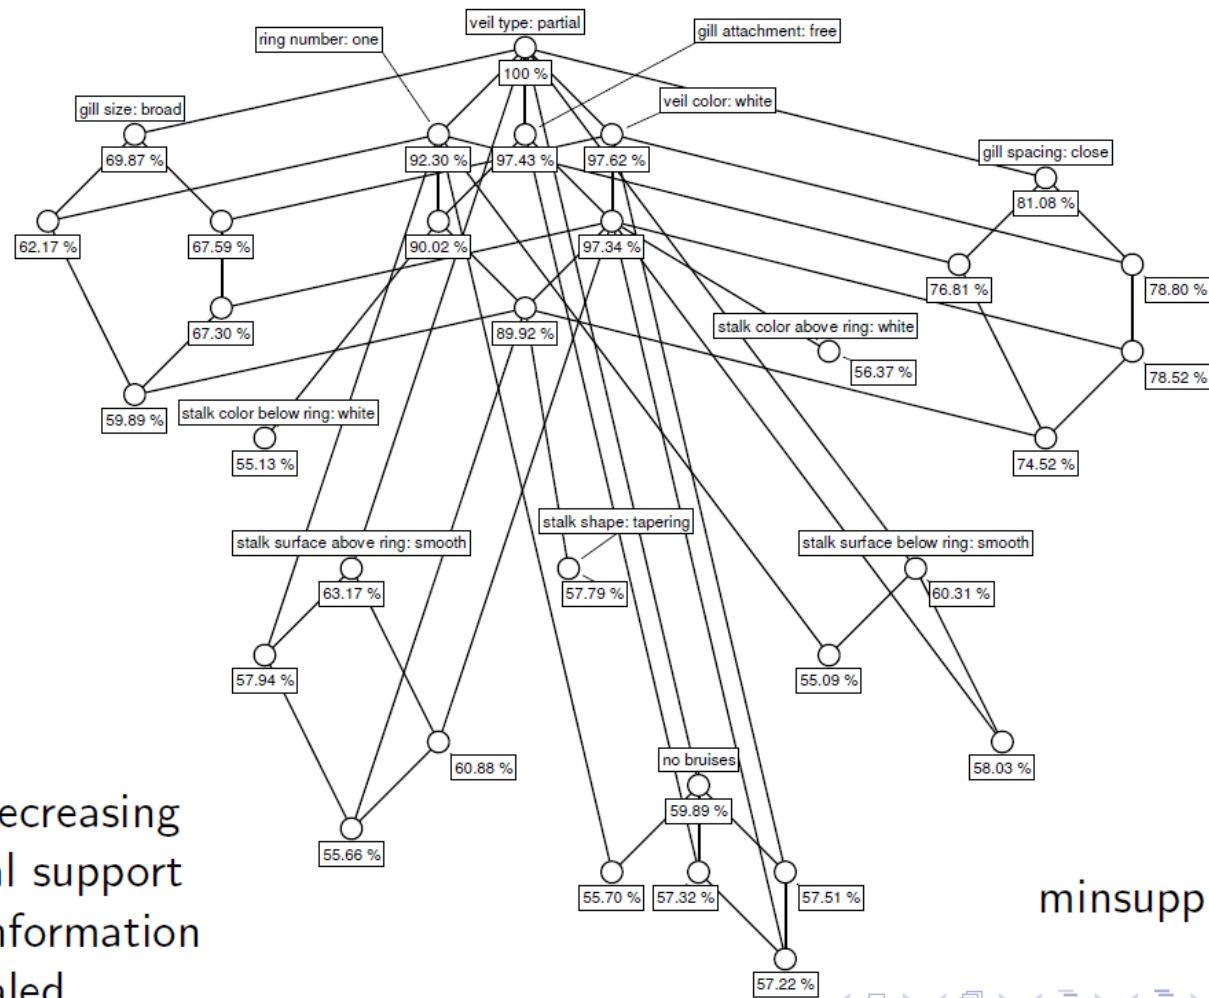 veil type: partial
ring number: one
gill attachment: free
100 %
veil color: white
gill size: broad
69.87 %
92.30 %
97.43 %
97.62 %
gill spacing: close
81.08 %
62.17 %
67.59 %
90.02 %
97.34 %
76.81 %
78.80 %
67.30 %
89.92 %
stalk color above ring: white
56.37 %
78.52 %
59.89 %
stalk color below ring: white
55.13 %
74.52 %
stalk shape: tapering
stalk surface above ring: smooth
stalk surface below ring: smooth
63.17 %
57.79 %
60.31 %
57.94 %
55.09 %
no bruises
60.88 %
58.03 %
59.89 %
ecreasing
55.66 %
al support
55.70 %
57.32 %
57.51 %
minsupp
nformation
57.22 %
aled